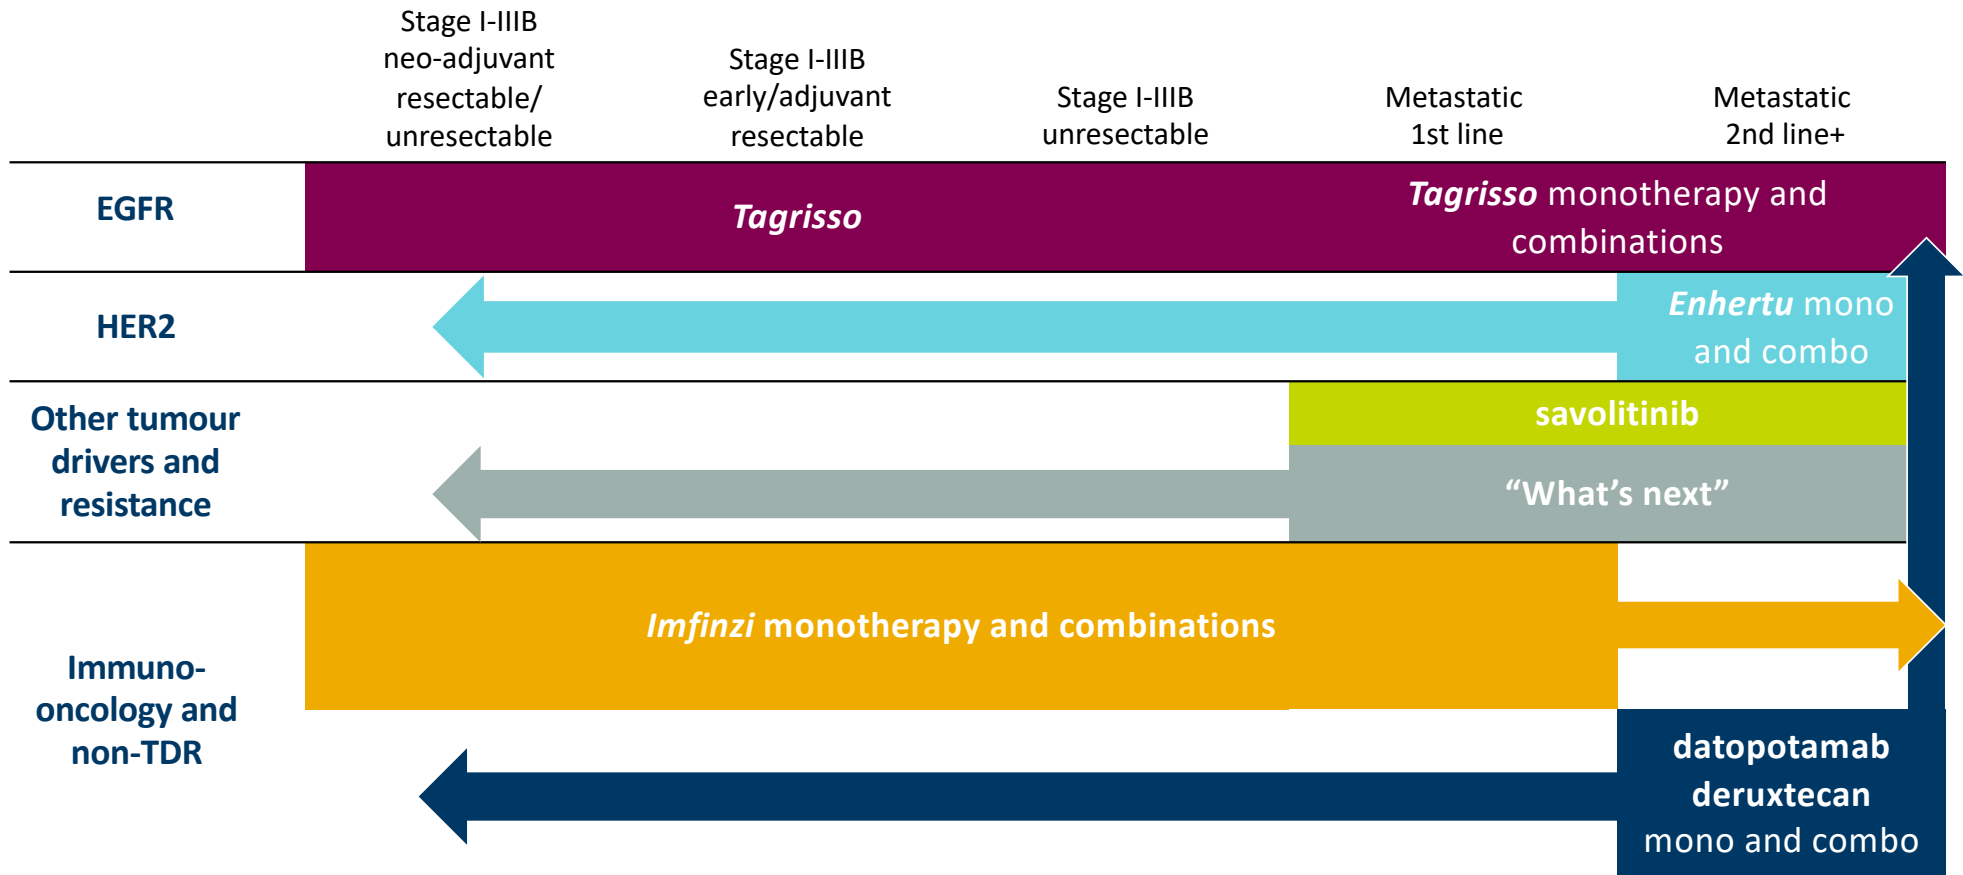 Stage I-IIIB
neo-adjuvant
resectable/
unresectable
Stage I-IIIB
early/adjuvant
resectable
Stage I-IIIB
unresectable
Metastatic
1st line
Metastatic
2nd line+
EGFR
Tagrisso
Tagrisso monotherapy and
combinations
HER2
Enhertu mono
and combo
Other tumour
drivers and
resistance
savolitinib
“What’s next”
Immuno-
oncology and
non-TDR
Imfinzi monotherapy and combinations
datopotamab
deruxtecan
mono and combo